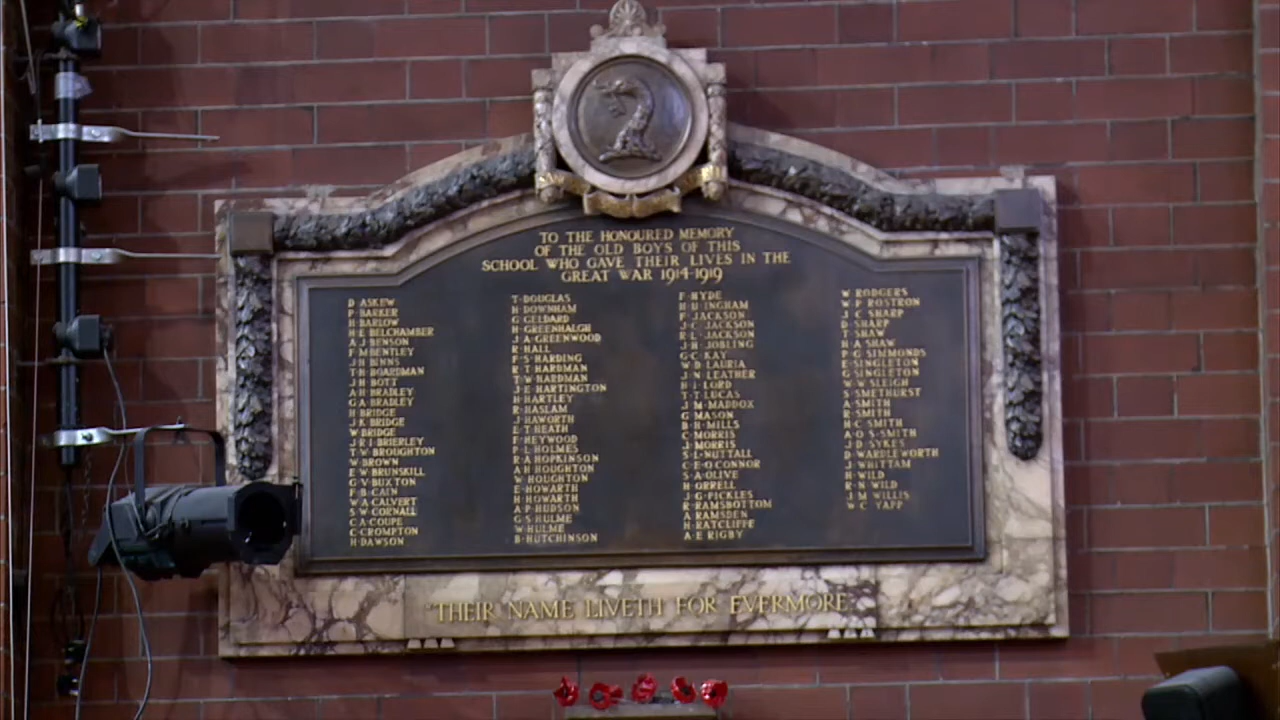 TO THE HONOURED MEMORY
OF THE OLD BOYS OF THIS
SCHOOL WHO GAVE THEIR LIVES IN THE
GREAT WAR 1914-1919
D·ASKEW
P·BARKER
H·BARLOW
H·E·BELCHAMBER
A·J·BENSON
F·M·BENTLEY
J·H·BINNS
T·H·BOARDMAN
J·H·BOTT
A·H·BRADLEY
G·A·BRADLEY
H·BRIDGE
J·K·BRIDGE
W·BRIDGE
J·R·I·BRIERLEY
T·W·BROUGHTON
W·BROWN
E·W·BRUNSKILL
G·V·BUXTON
F·B·CAIN
W·A·CALVERT
S·W·CORNALL
C·A·COUPE
C·CROMPTON
H·DAWSON
T·DOUGLAS
H·DOWNHAM
G·GELDARD
H·GREENHALGH
J·A·GREENWOOD
R·HALL
F·S·HARDING
R·T·HARDMAN
T·W·HARDMAN
J·E·HARTINGTON
H·HARTLEY
R·HASLAM
J·HAWORTH
E·T·HEATH
F·HEYWOOD
P·L·HOLMES
R·A·HOPKINSON
A·H·HOUGHTON
W·HOUGHTON
E·HOWARTH
H·HOWARTH
A·P·HUDSON
G·S·HULME
W·HULME
B·HUTCHINSON
F·HYDE
H·U·INGHAM
F·JACKSON
J·C·JACKSON
R·L·JACKSON
J·H·JOBLING
G·C·KAY
W·D·LAURIA
J·N·LEATHER
H·I·LORD
T·T·LUCAS
J·M·MADDOX
G·MASON
B·H·MILLS
C·MORRIS
J·MORRIS
S·L·NUTTALL
C·E·O'CONNOR
S·A·OLIVE
H·ORRELL
J·G·PICKLES
R·RAMSBOTTOM
A·RAMSDEN
H·RATCLIFFE
A·E·RIGBY
W·RODGERS
W·P·ROSTRON
J·C·SHARP
D·SHARP
T·SHAW
H·A·SHAW
P·G·SIMMONDS
E·SINGLETON
G·SINGLETON
W·W·SLEIGH
S·SMETHURST
A·SMITH
R·SMITH
H·C·SMITH
A·O·S·SMITH
J·D·SYKES
D·WARDLEWORTH
J·WHITTAM
H·WILD
R·N·WILD
J·M·WILLIS
W·C·YAPP
"THEIR NAME LIVETH FOR EVERMORE"